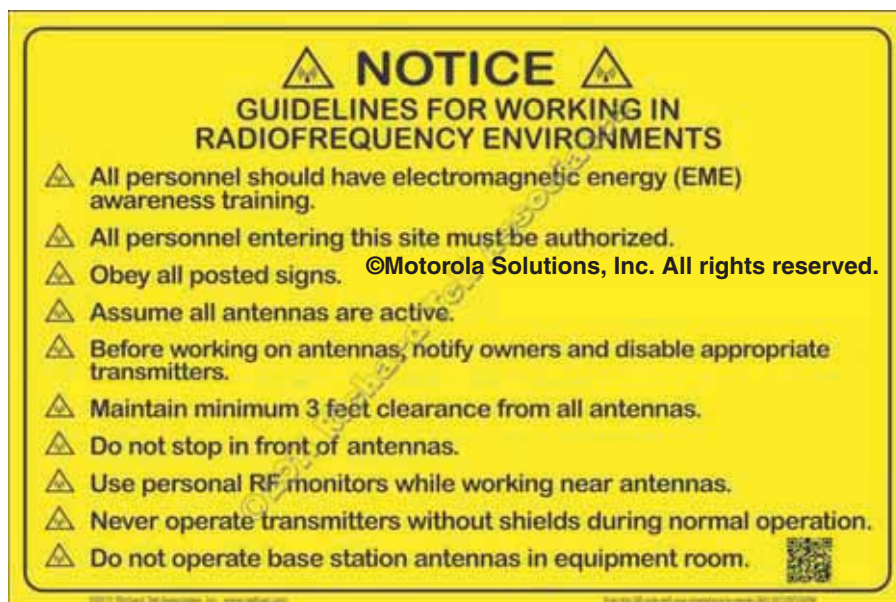 NOTICE
GUIDELINES FOR WORKING IN
RADIOFREQUENCY ENVIRONMENTS
All personnel should have electromagnetic energy (EME)
awareness training.
All personnel entering this site must be authorized.
Obey all posted signs.
©Motorola Solutions, Inc. All rights reserved.
Assume all antennas are active.
Before working on antennas, notify owners and disable appropriate
transmitters.
Maintain minimum 3 feet clearance from all antennas.
Do not stop in front of antennas.
Use personal RF monitors while working near antennas.
Never operate transmitters without shields during normal operation.
Do not operate base station antennas in equipment room.